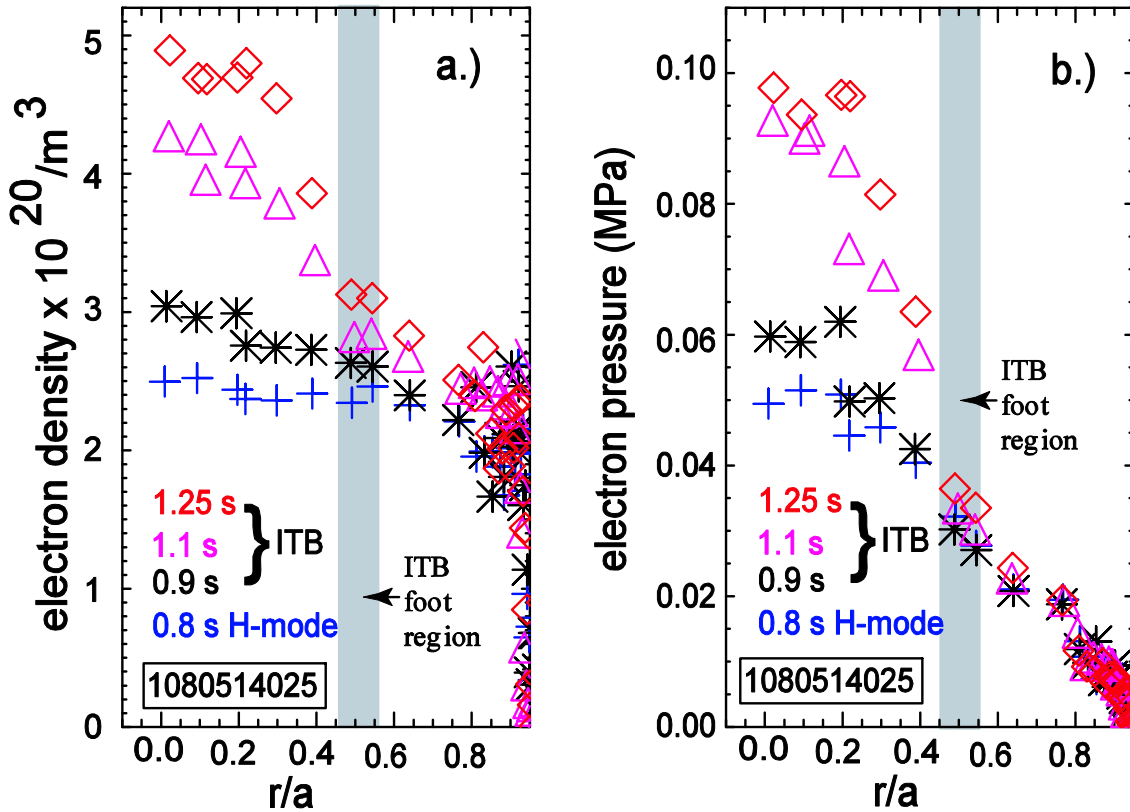 a.)
electron density x 10 20/m 3
5
4
3
2
1
0
1.25 s
1.1 s
0.9 s
} ITB
0.8 s H-mode
1080514025
ITB
foot
region
0.0 0.2 0.4 0.6 0.8
r/a
b.)
electron pressure (MPa)
0.10
0.08
0.06
0.04
0.02
0.00
ITB
foot
region
1.25 s
1.1 s
0.9 s
} ITB
0.8 s H-mode
1080514025
0.0 0.2 0.4 0.6 0.8
r/a